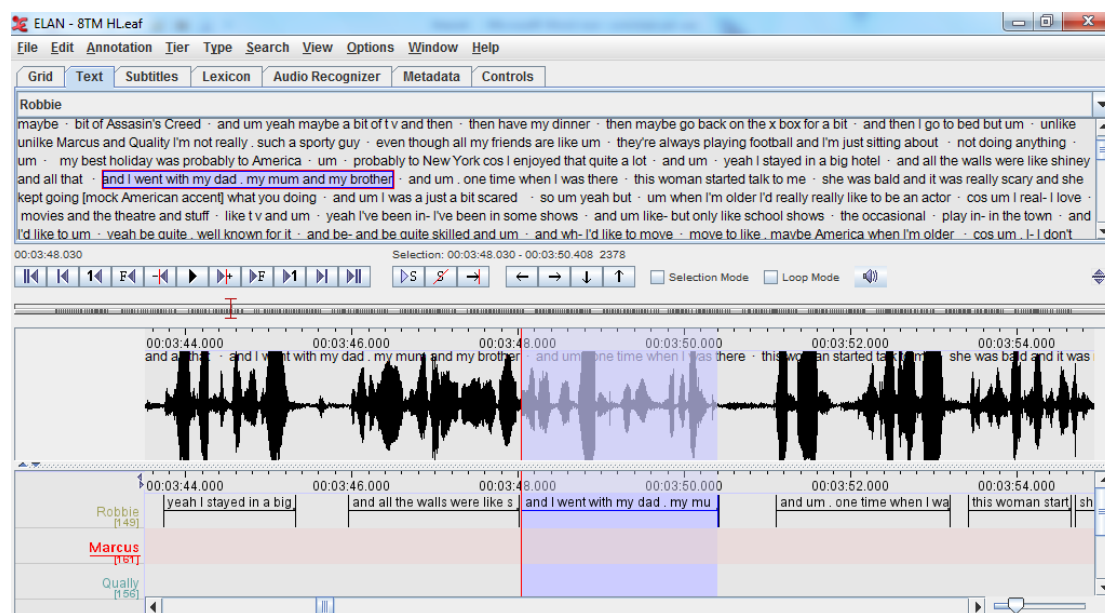 ELAN - 8TM HL.eaf
File Edit Annotation Tier Type Search View Options Window Help
Grid Text Subtitles Lexicon Audio Recognizer Metadata Controls
Robbie
maybe · bit of Assasin's Creed · and um yeah maybe a bit of t v and then · then have my dinner · then maybe go back on the x box for a bit · and then I go to bed but um · unlike
unilke Marcus and Quality I'm not really . such a sporty guy · even though all my friends are like um · they're always playing football and I'm just sitting about · not doing anything ·
um · my best holiday was probably to America · um · probably to New York cos I enjoyed that quite a lot · and um · yeah I stayed in a big hotel · and all the walls were like shiney
and all that · and I went with my dad . my mum and my brother · and um . one time when I was there · this woman started talk to me · she was bald and it was really scary and she
kept going [mock American accent] what you doing · and um I was a just a bit scared · so um yeah but · um when I'm older I'd really really like to be an actor · cos um I real- I love ·
movies and the theatre and stuff · like t v and um · yeah I've been in- I've been in some shows · and um like- but only like school shows · the occasional · play in- in the town · and
I'd like to um · yeah be quite . well known for it · and be- and be quite skilled and um · and wh- I'd like to move · move to like . maybe America when I'm older · cos um . I- I don't
00:03:48.030 Selection: 00:03:48.030 - 00:03:50.408 2378
Selection Mode Loop Mode
00:03:44.000 00:03:46.000 00:03:48.000 00:03:50.000 00:03:52.000 00:03:54.000
and all that · and I went with my dad . my mum and my brother · and um . one time when I was there · this woman started talk to me · she was bald and it was
00:03:44.000 00:03:46.000 00:03:48.000 00:03:50.000 00:03:52.000 00:03:54.000
yeah I stayed in a big and all the walls were like s and I went with my dad . my mu and um . one time when I wa this woman start sh
Robbie
[149]
Marcus
[161]
Qually
[156]